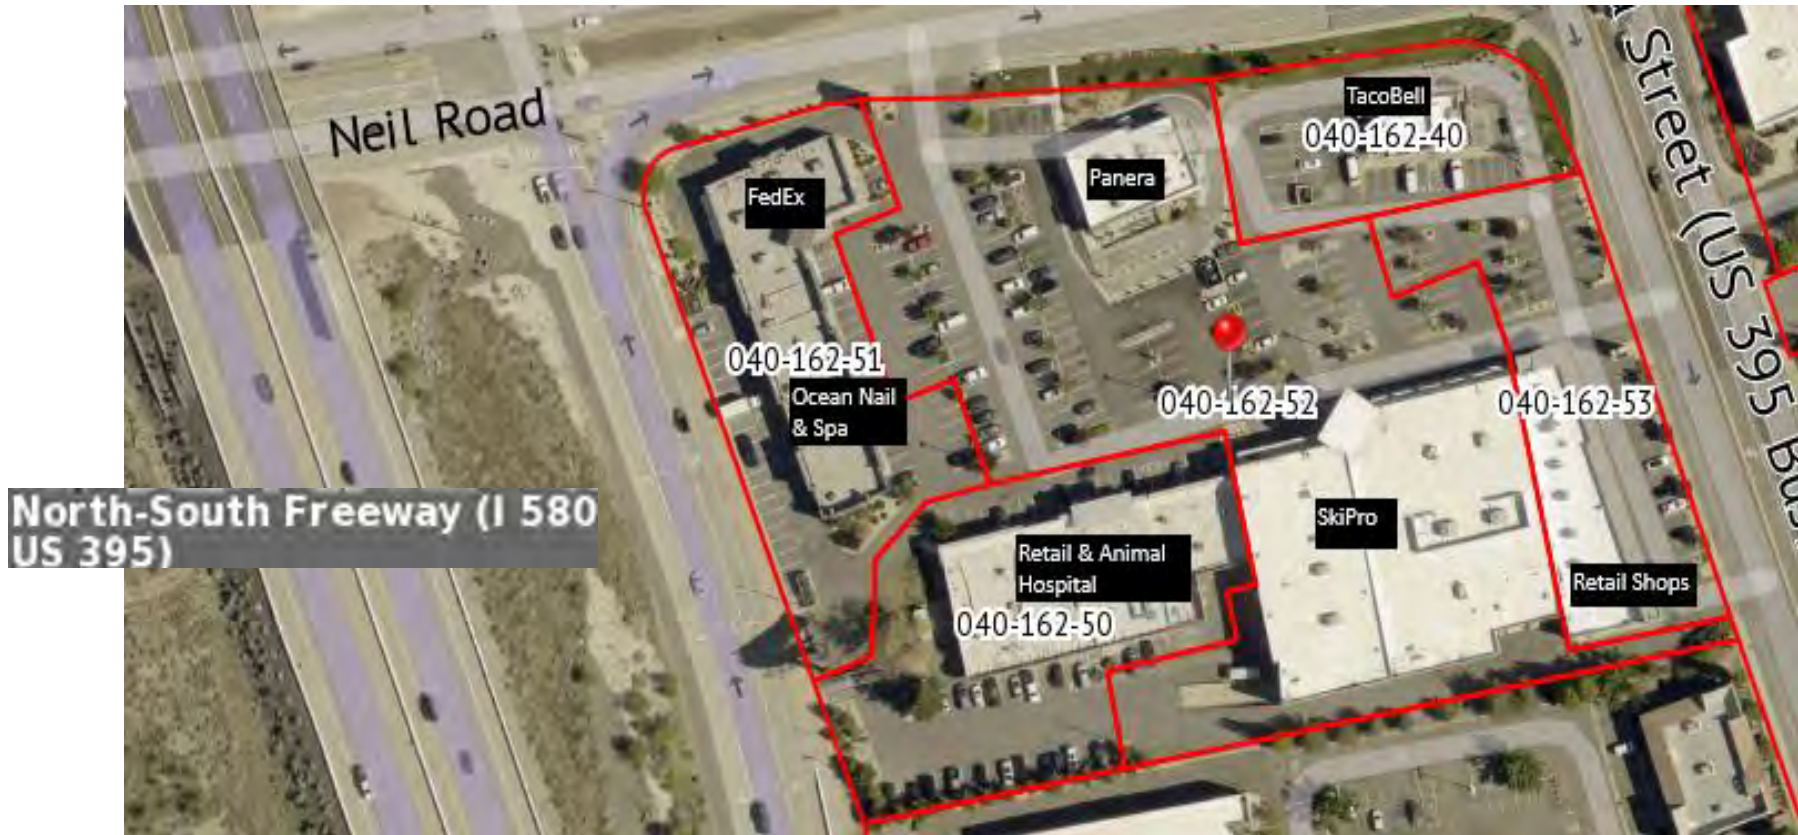 Neil Road
TacoBell
040-162-40
Panera
FedEx
040-162-51
Ocean Nail
& Spa
040-162-52
040-162-53
North-South Freeway (I 580
US 395)
SkiPro
Retail & Animal
Hospital
040-162-50
Retail Shops
Street (US 395 Bus